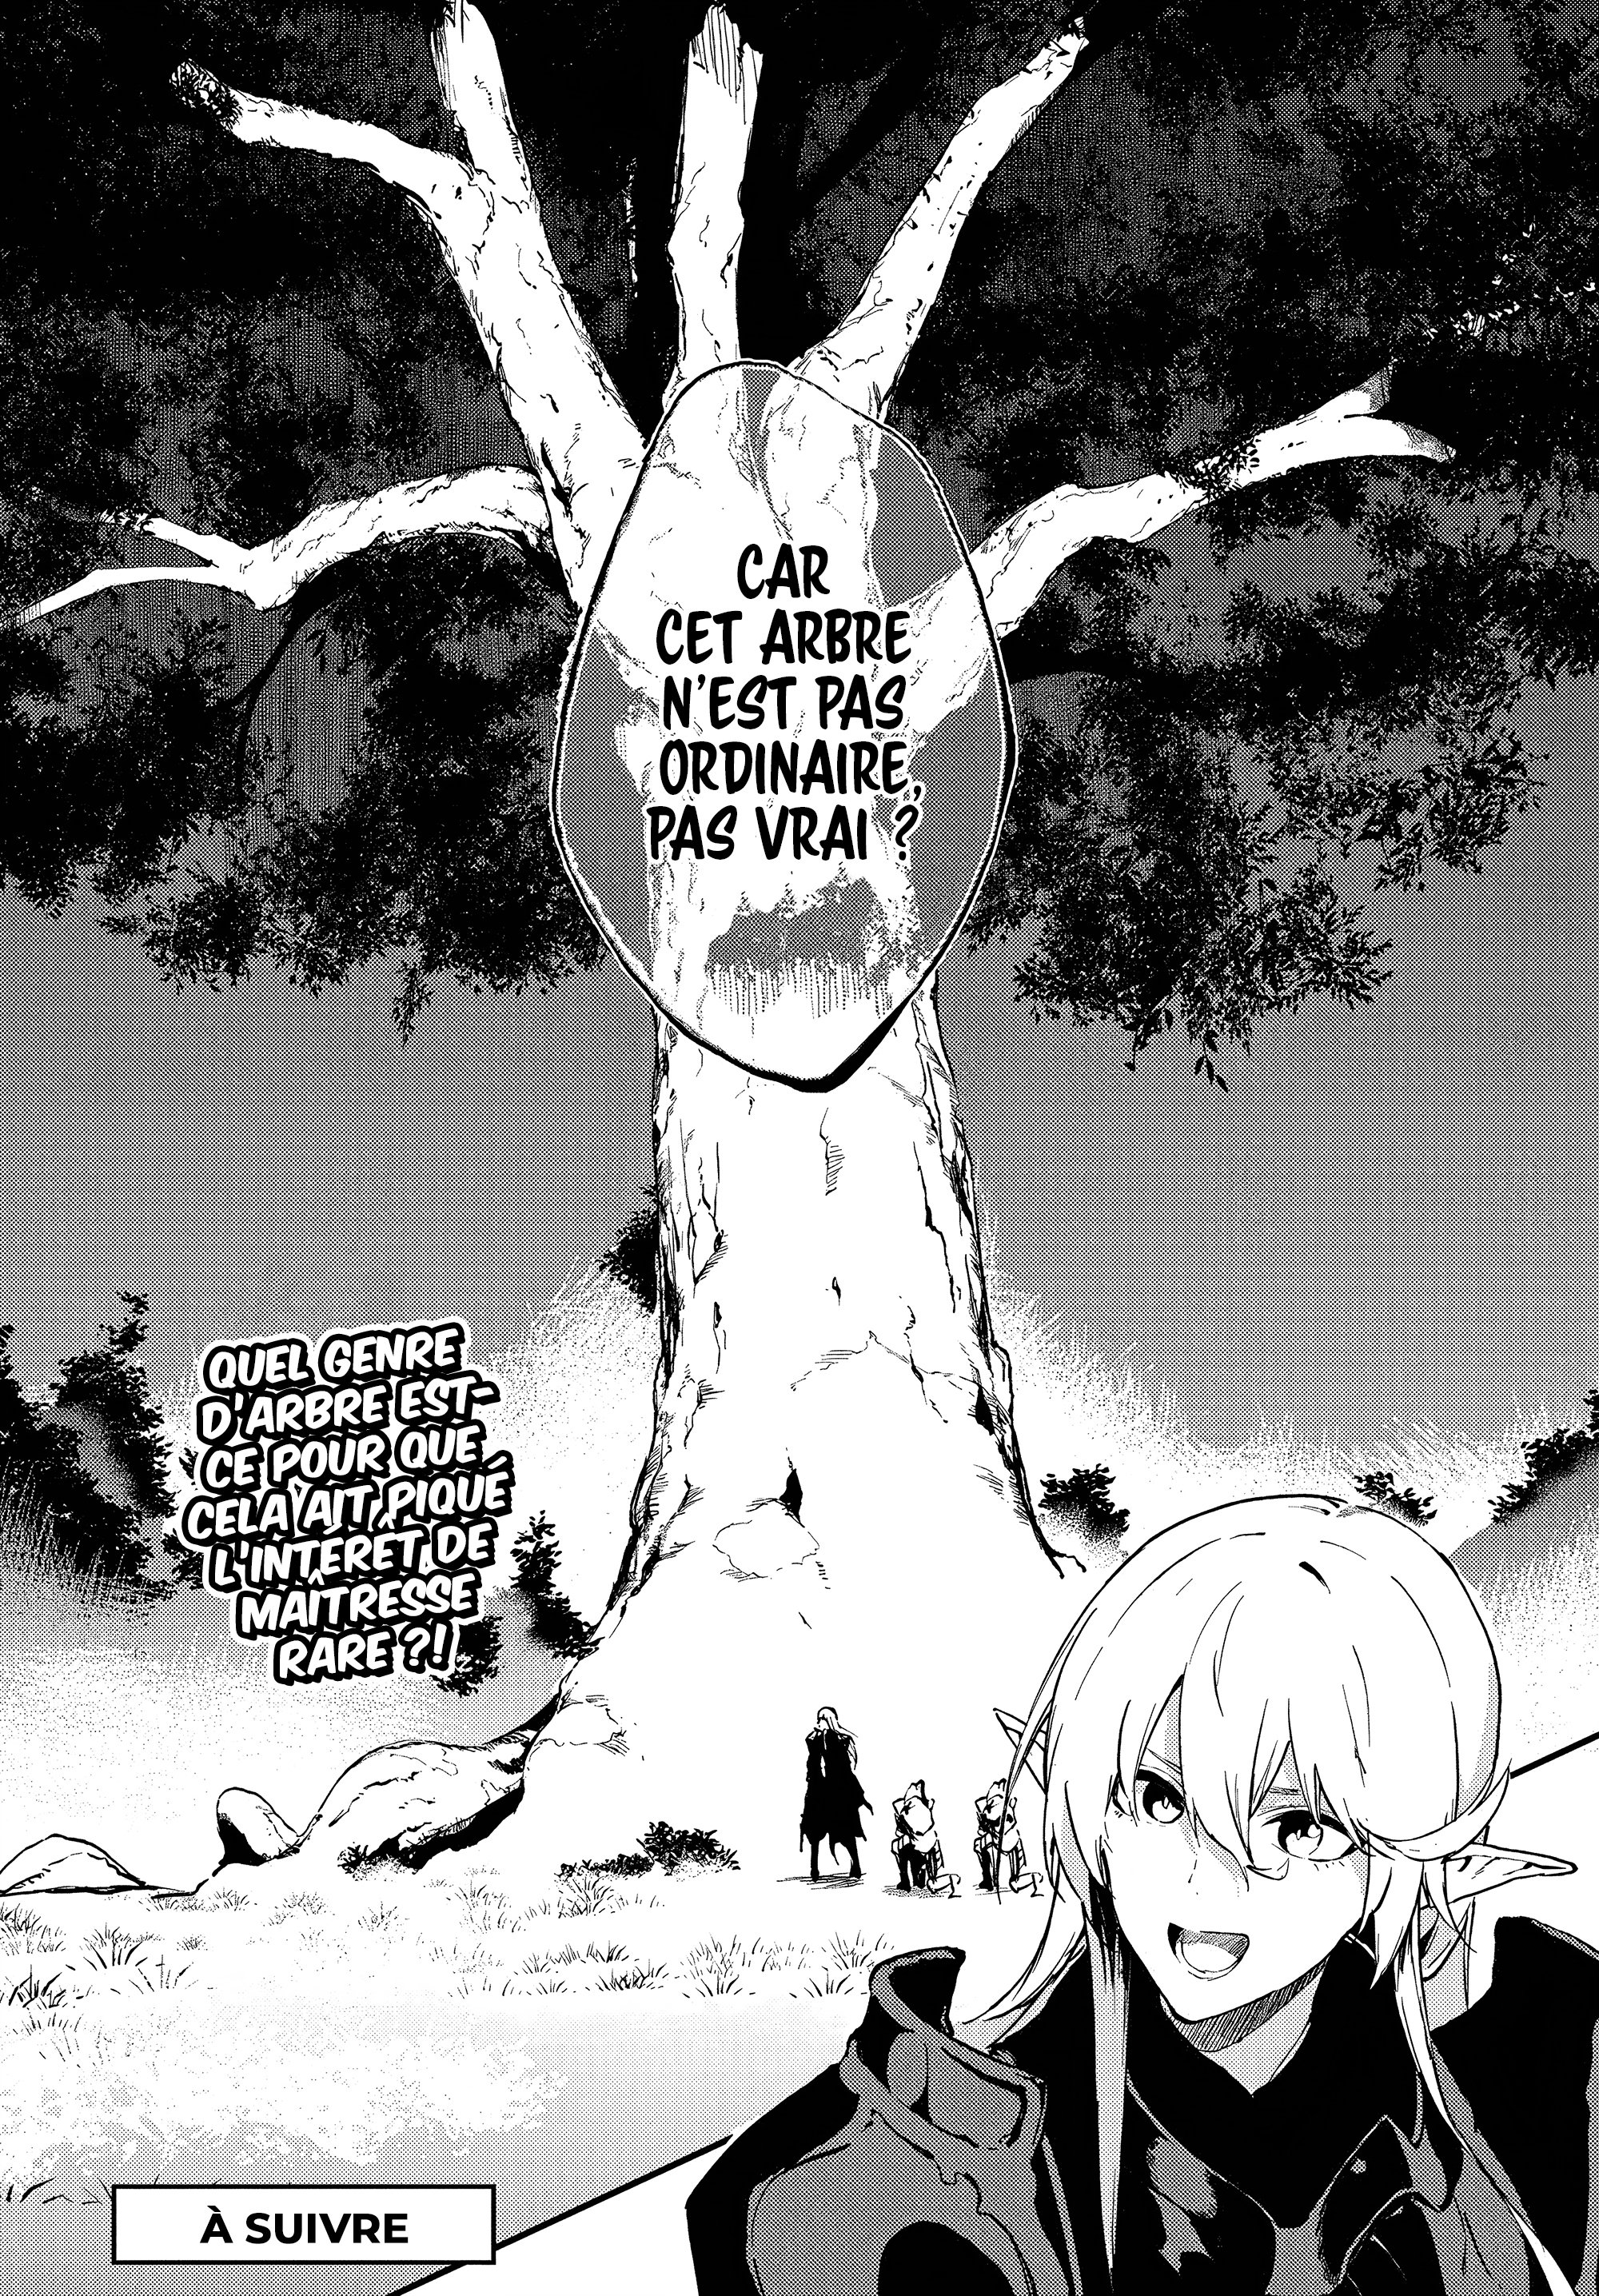 CAR
CET ARBRE
N'EST PAS
ORDINAIRE,
PAS VRAI ?
QUEL GENRE
D'ARBRE EST-
CE POUR QUE
CELA AIT PIQUÉ
L'INTÉRÊT DE
MAÎTRESSE
RARE ?!
À SUIVRE